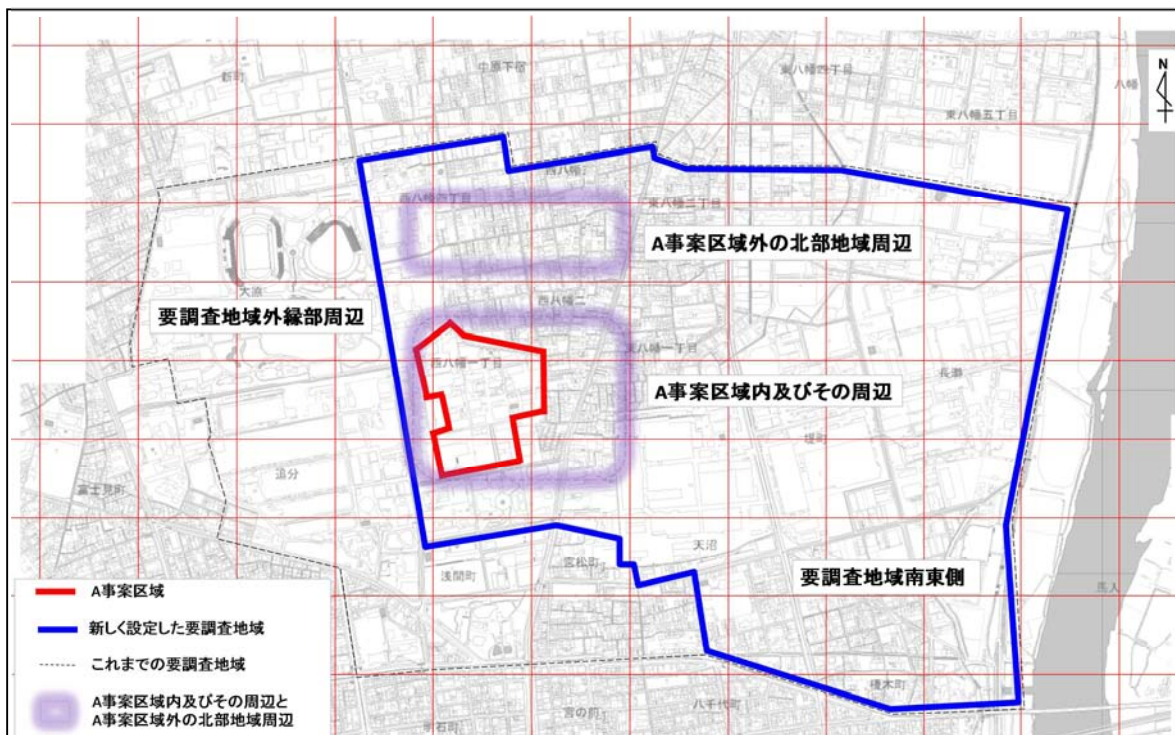 新町
中原下宿
東八幡四丁目
八幡
N
東八幡五丁目
西八幡四丁目
東八幡二丁目
A事案区域外の北部地域周辺
大原
西八幡二
要調査地域外縁部周辺
東八幡一丁目
西八幡一丁目
長瀞
A事案区域内及びその周辺
堤町
追分
富士見町
天沼
宮松町
浅間町
要調査地域南東側
馬入
A事案区域
新しく設定した要調査地域
これまでの要調査地域
榎木町
A事案区域内及びその周辺と
A事案区域外の北部地域周辺
八千代町
宮の前
明石町